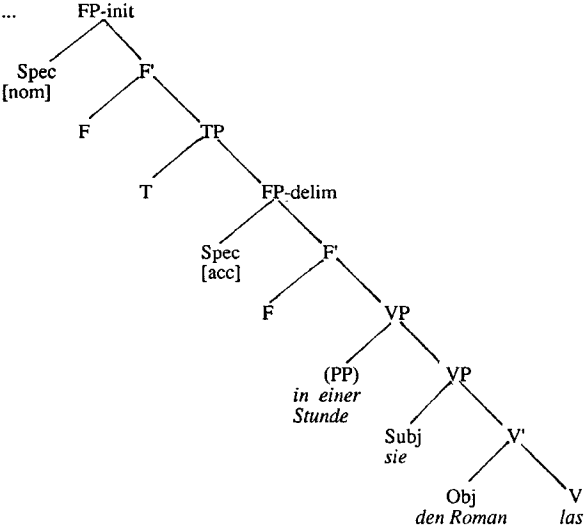 ... FP-init
Spec F'
[nom]
F TP
T FP-delim
Spec F'
[acc]
F VP
(PP) VP
in einer
Stunde
Subj V'
sie
Obj V
den Roman las